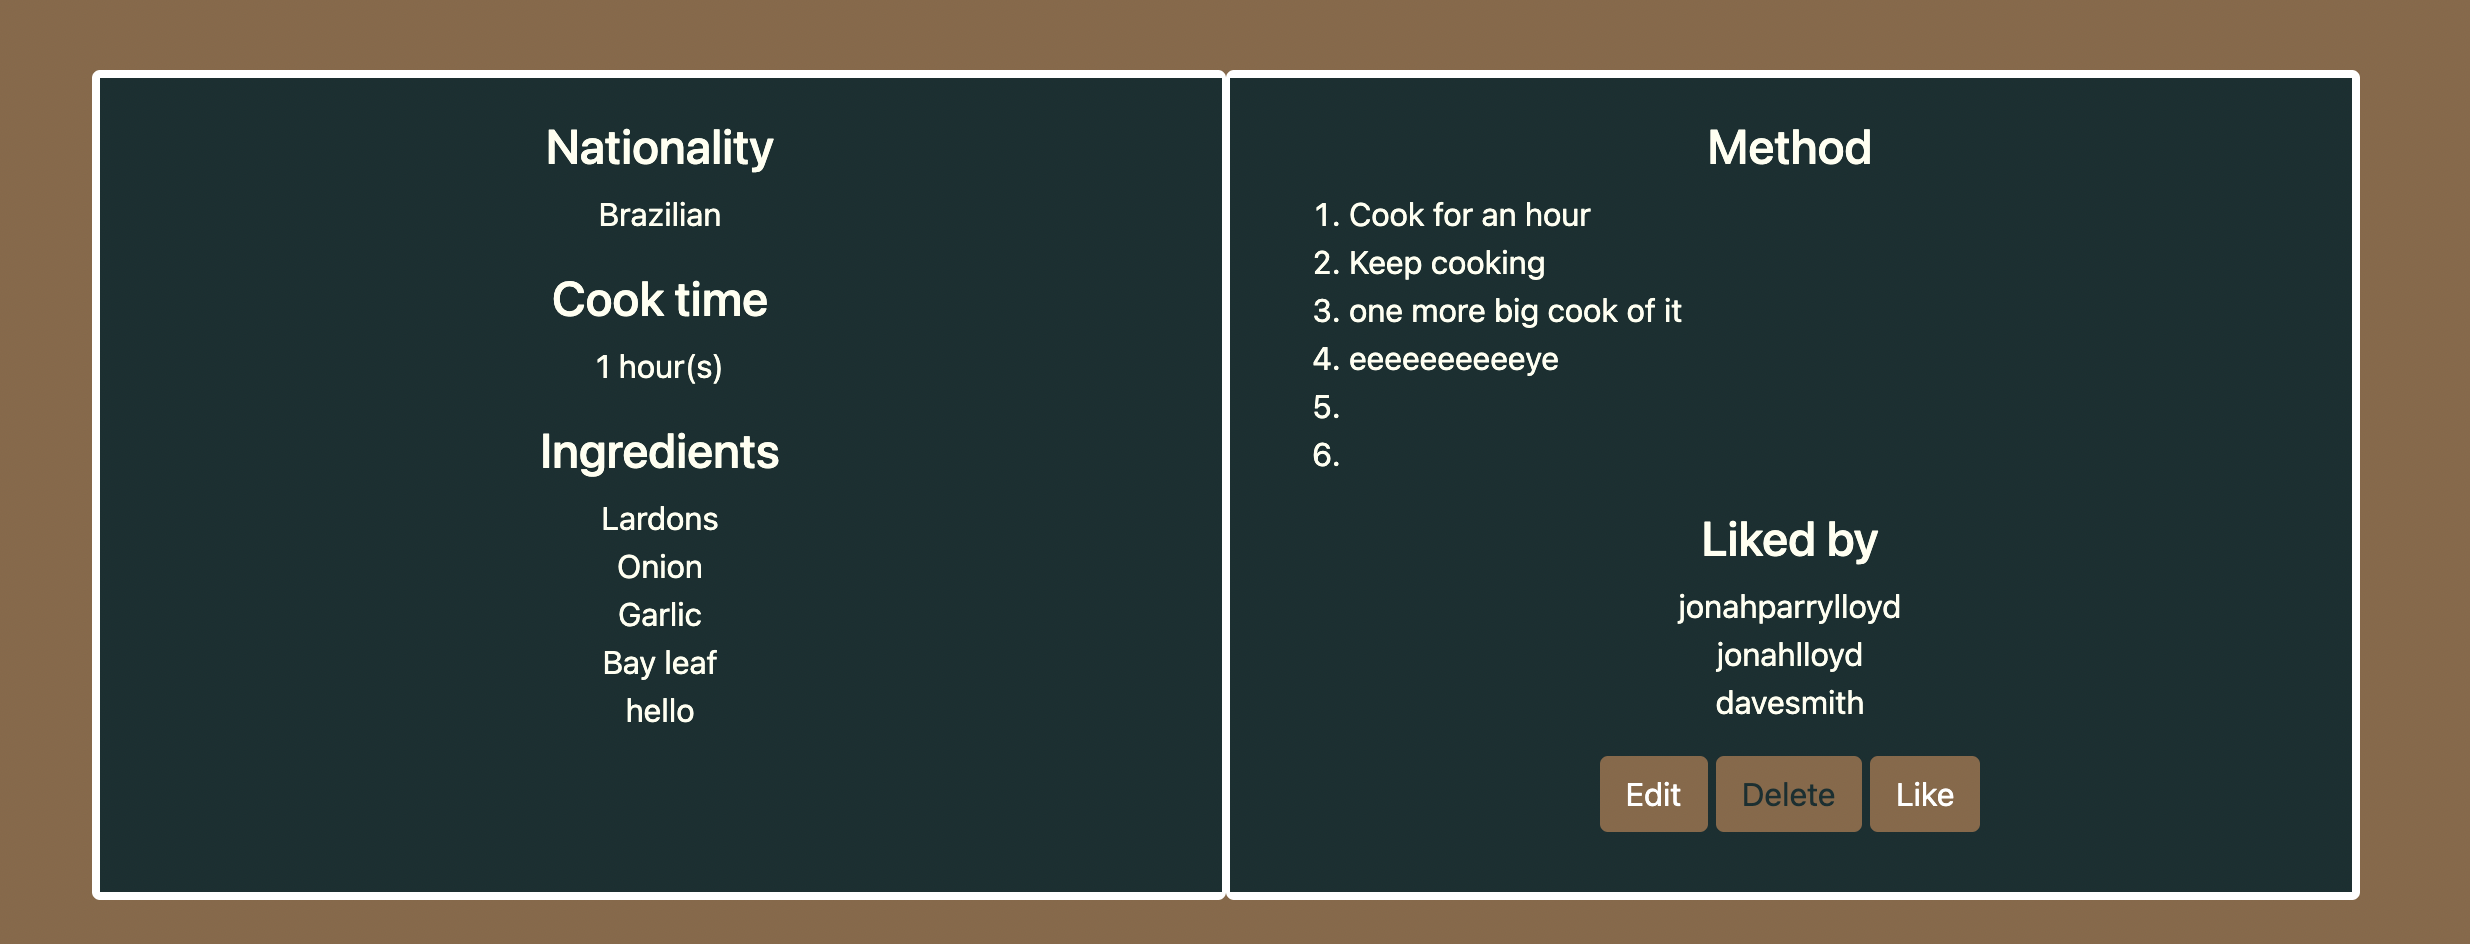 Nationality
Brazilian
Cook time
1 hour(s)
Ingredients
Lardons
Onion
Garlic
Bay leaf
hello
Method
1. Cook for an hour
2. Keep cooking
3. one more big cook of it
4. eeeeeeeeeeye
5.
6.
Liked by
jonahparrylloyd
jonahlloyd
davesmith
Edit Delete Like